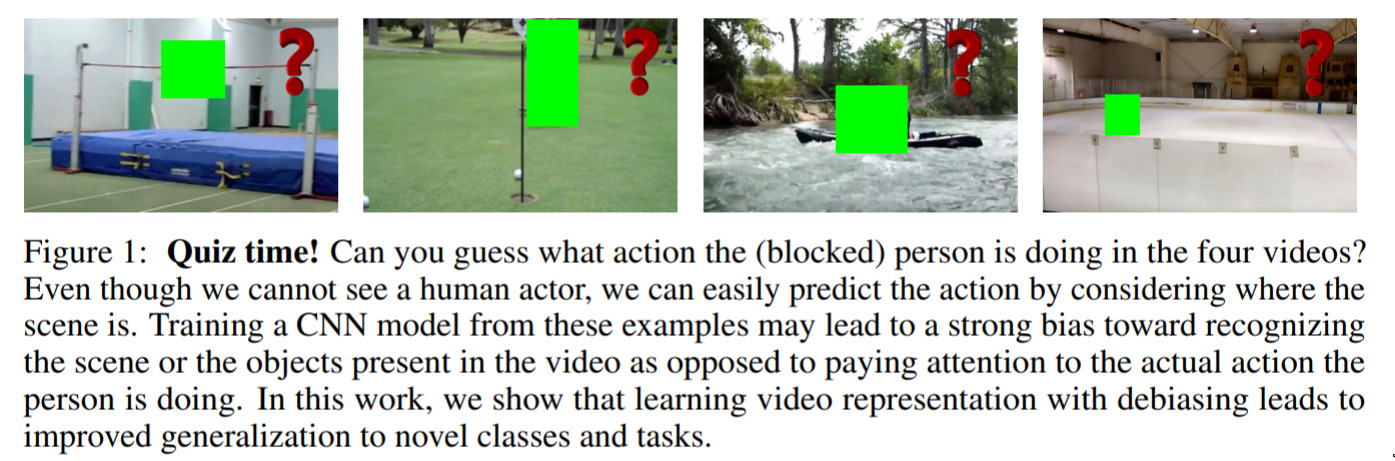 Figure 1: Quiz time! Can you guess what action the (blocked) person is doing in the four videos?
Even though we cannot see a human actor, we can easily predict the action by considering where the
scene is. Training a CNN model from these examples may lead to a strong bias toward recognizing
the scene or the objects present in the video as opposed to paying attention to the actual action the
person is doing. In this work, we show that learning video representation with debiasing leads to
improved generalization to novel classes and tasks.